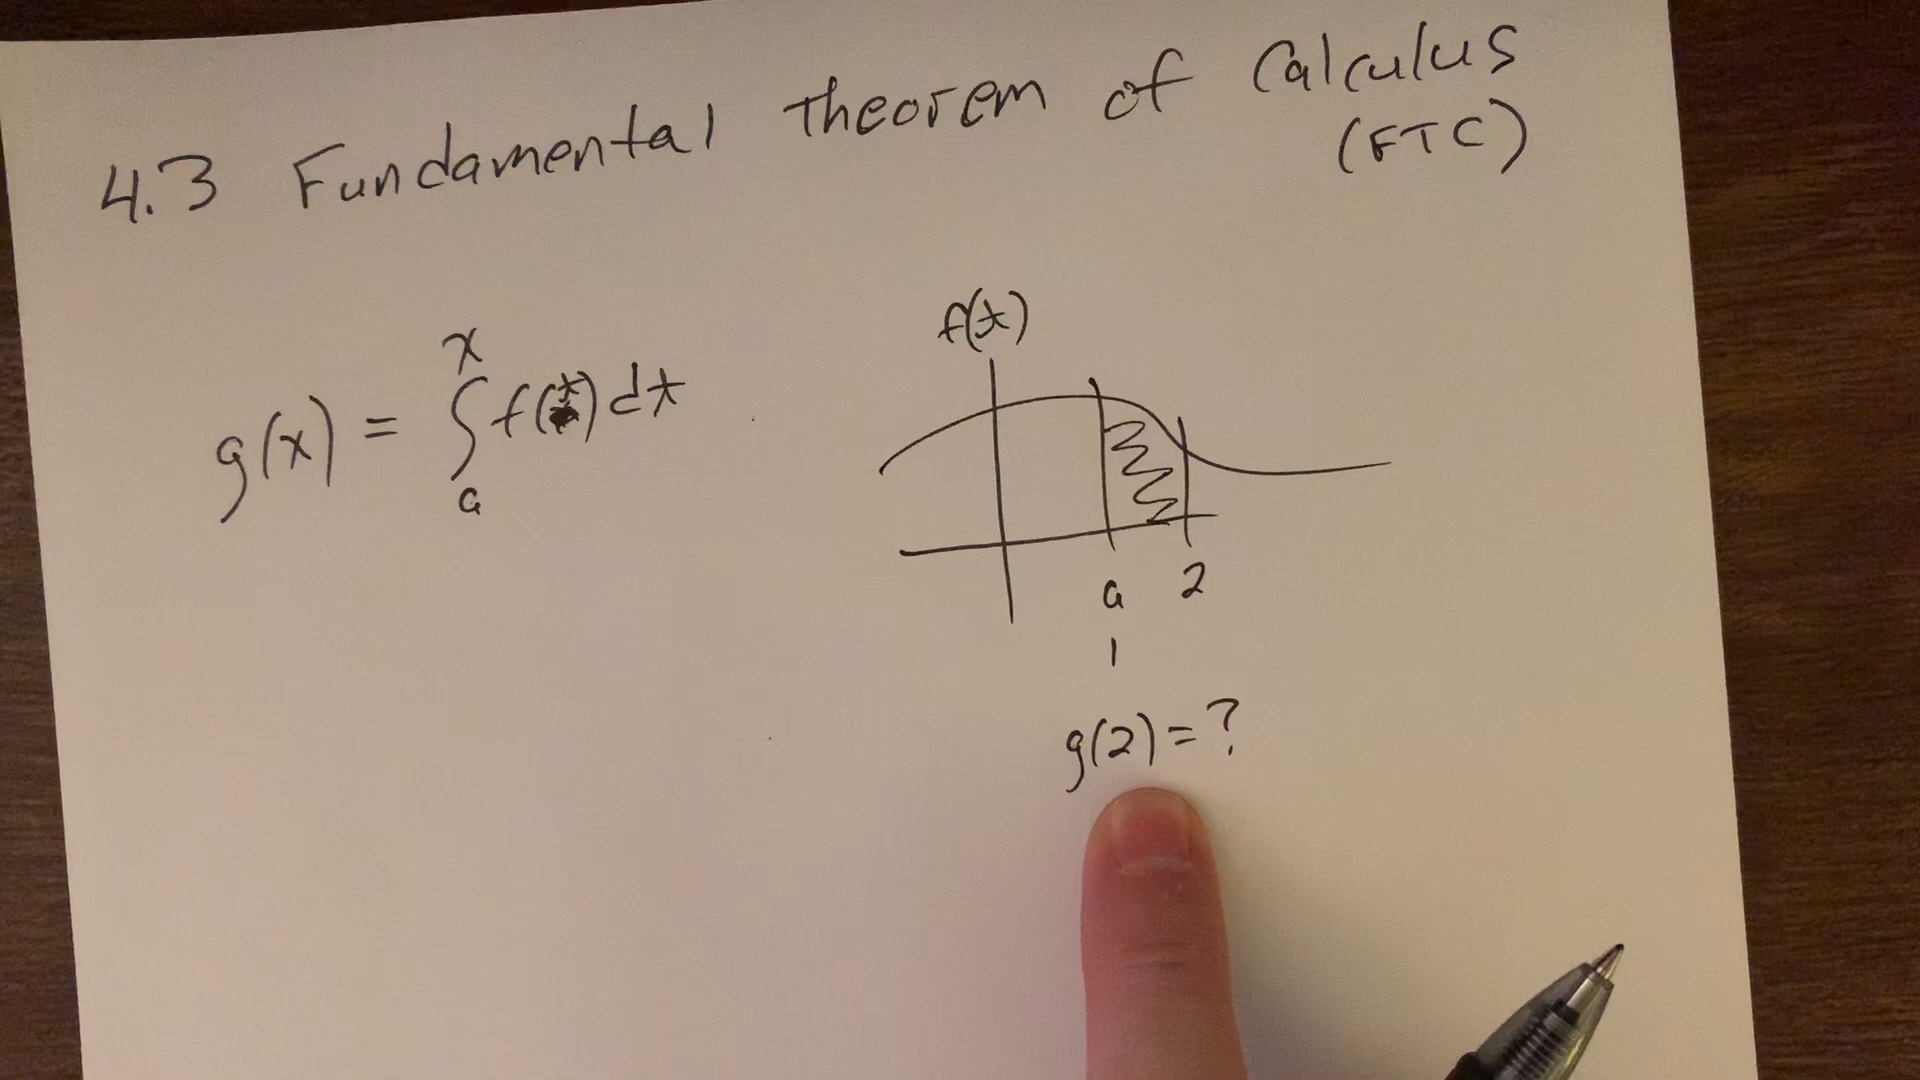 4.3 Fundamental Theorem of Calculus
(FTC)
g(x) = ∫ₐˣ f(t) dt
f(t)
a 2
1
g(2) = ?